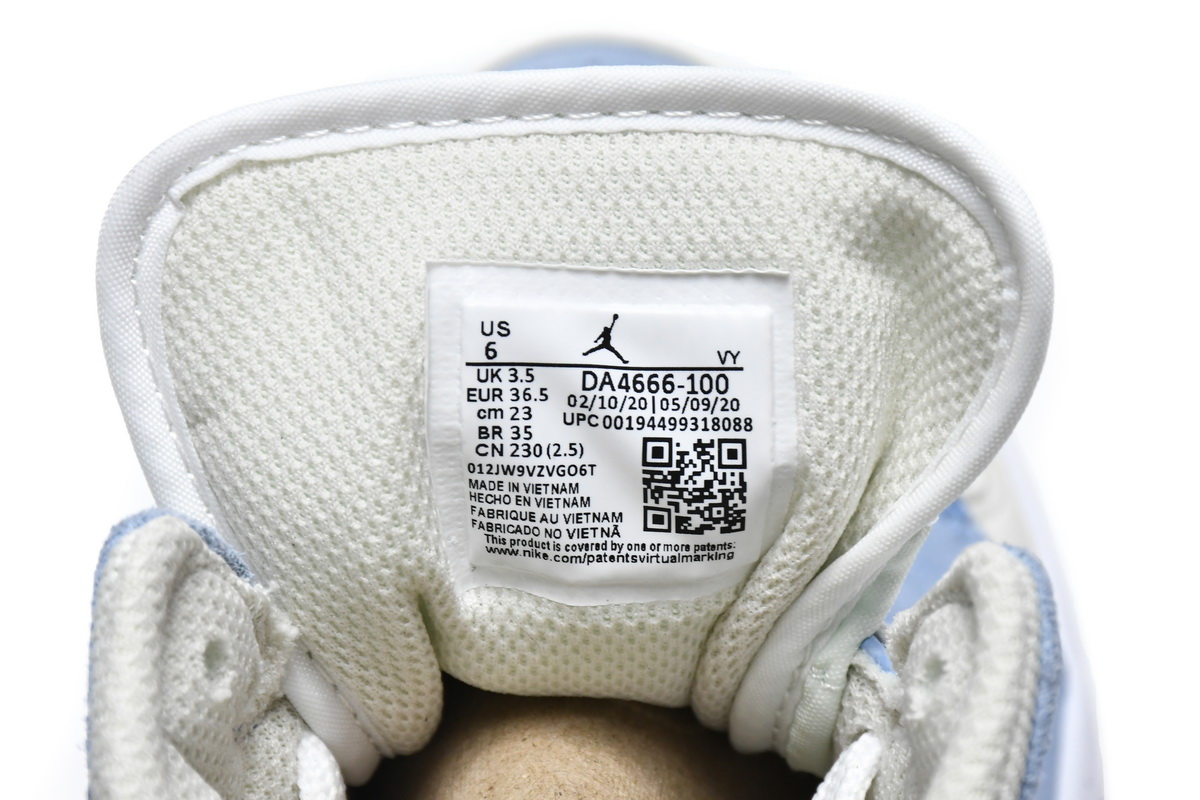 US
6
VY
UK 3.5
EUR 36.5
cm 23
BR 35
CN 230 (2.5)
DA4666-100
02/10/20|05/09/20
UPC 00194499318088
012JW9VZVGO6T
MADE IN VIETNAM
HECHO EN VIETNAM
FABRIQUE AU VIETNAM
FABRICADO NO VIETNÃ
This product is covered by one or more patents:
www.nike.com/patentsvirtualmarking